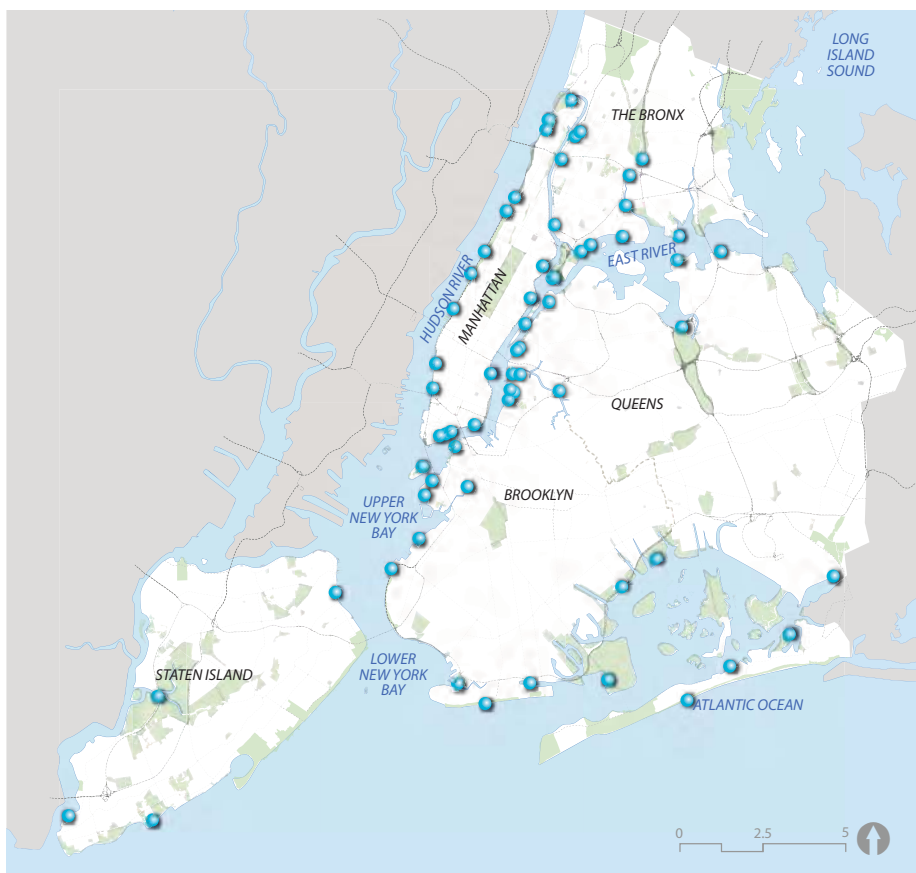 LONG
ISLAND
SOUND
THE BRONX
HUDSON RIVER
MANHATTAN
EAST RIVER
QUEENS
BROOKLYN
UPPER
NEW YORK
BAY
STATEN ISLAND
LOWER
NEW YORK
BAY
ATLANTIC OCEAN
0 2.5 5